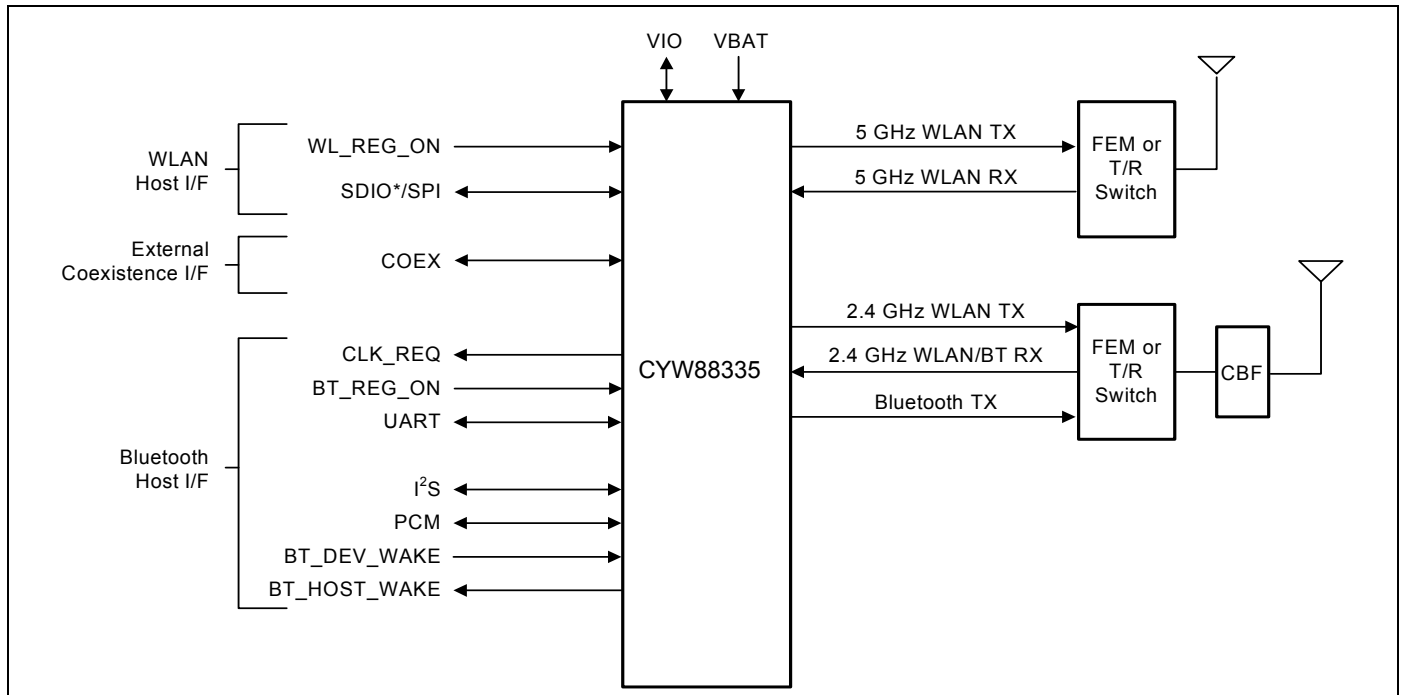 VIO
VBAT
WLAN
Host I/F
WL_REG_ON
SDIO*/SPI
External
Coexistence I/F
COEX
Bluetooth
Host I/F
CLK_REQ
BT_REG_ON
UART
I²S
PCM
BT_DEV_WAKE
BT_HOST_WAKE
CYW88335
5 GHz WLAN TX
5 GHz WLAN RX
FEM or
T/R
Switch
2.4 GHz WLAN TX
2.4 GHz WLAN/BT RX
Bluetooth TX
FEM or
T/R
Switch
CBF